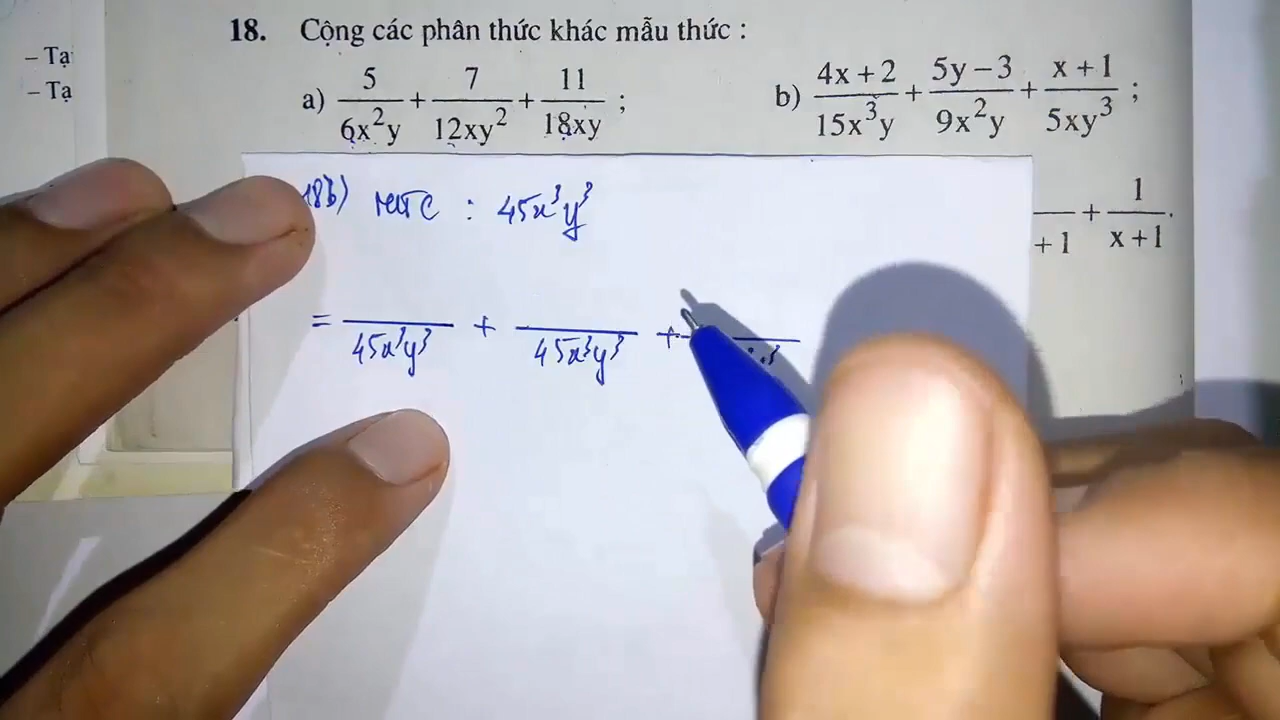 – Tạ
– Tạ
18. Cộng các phân thức khác mẫu thức :
a) 5/(6x²y) + 7/(12xy²) + 11/(18xy) ;
b) (4x + 2)/(15x³y) + (5y – 3)/(9x²y) + (x + 1)/(5xy³) ;
+ 1 + 1/(x + 1).
18b) MTC : 45x³y³
= /(45x³y³) + /(45x³y³) +